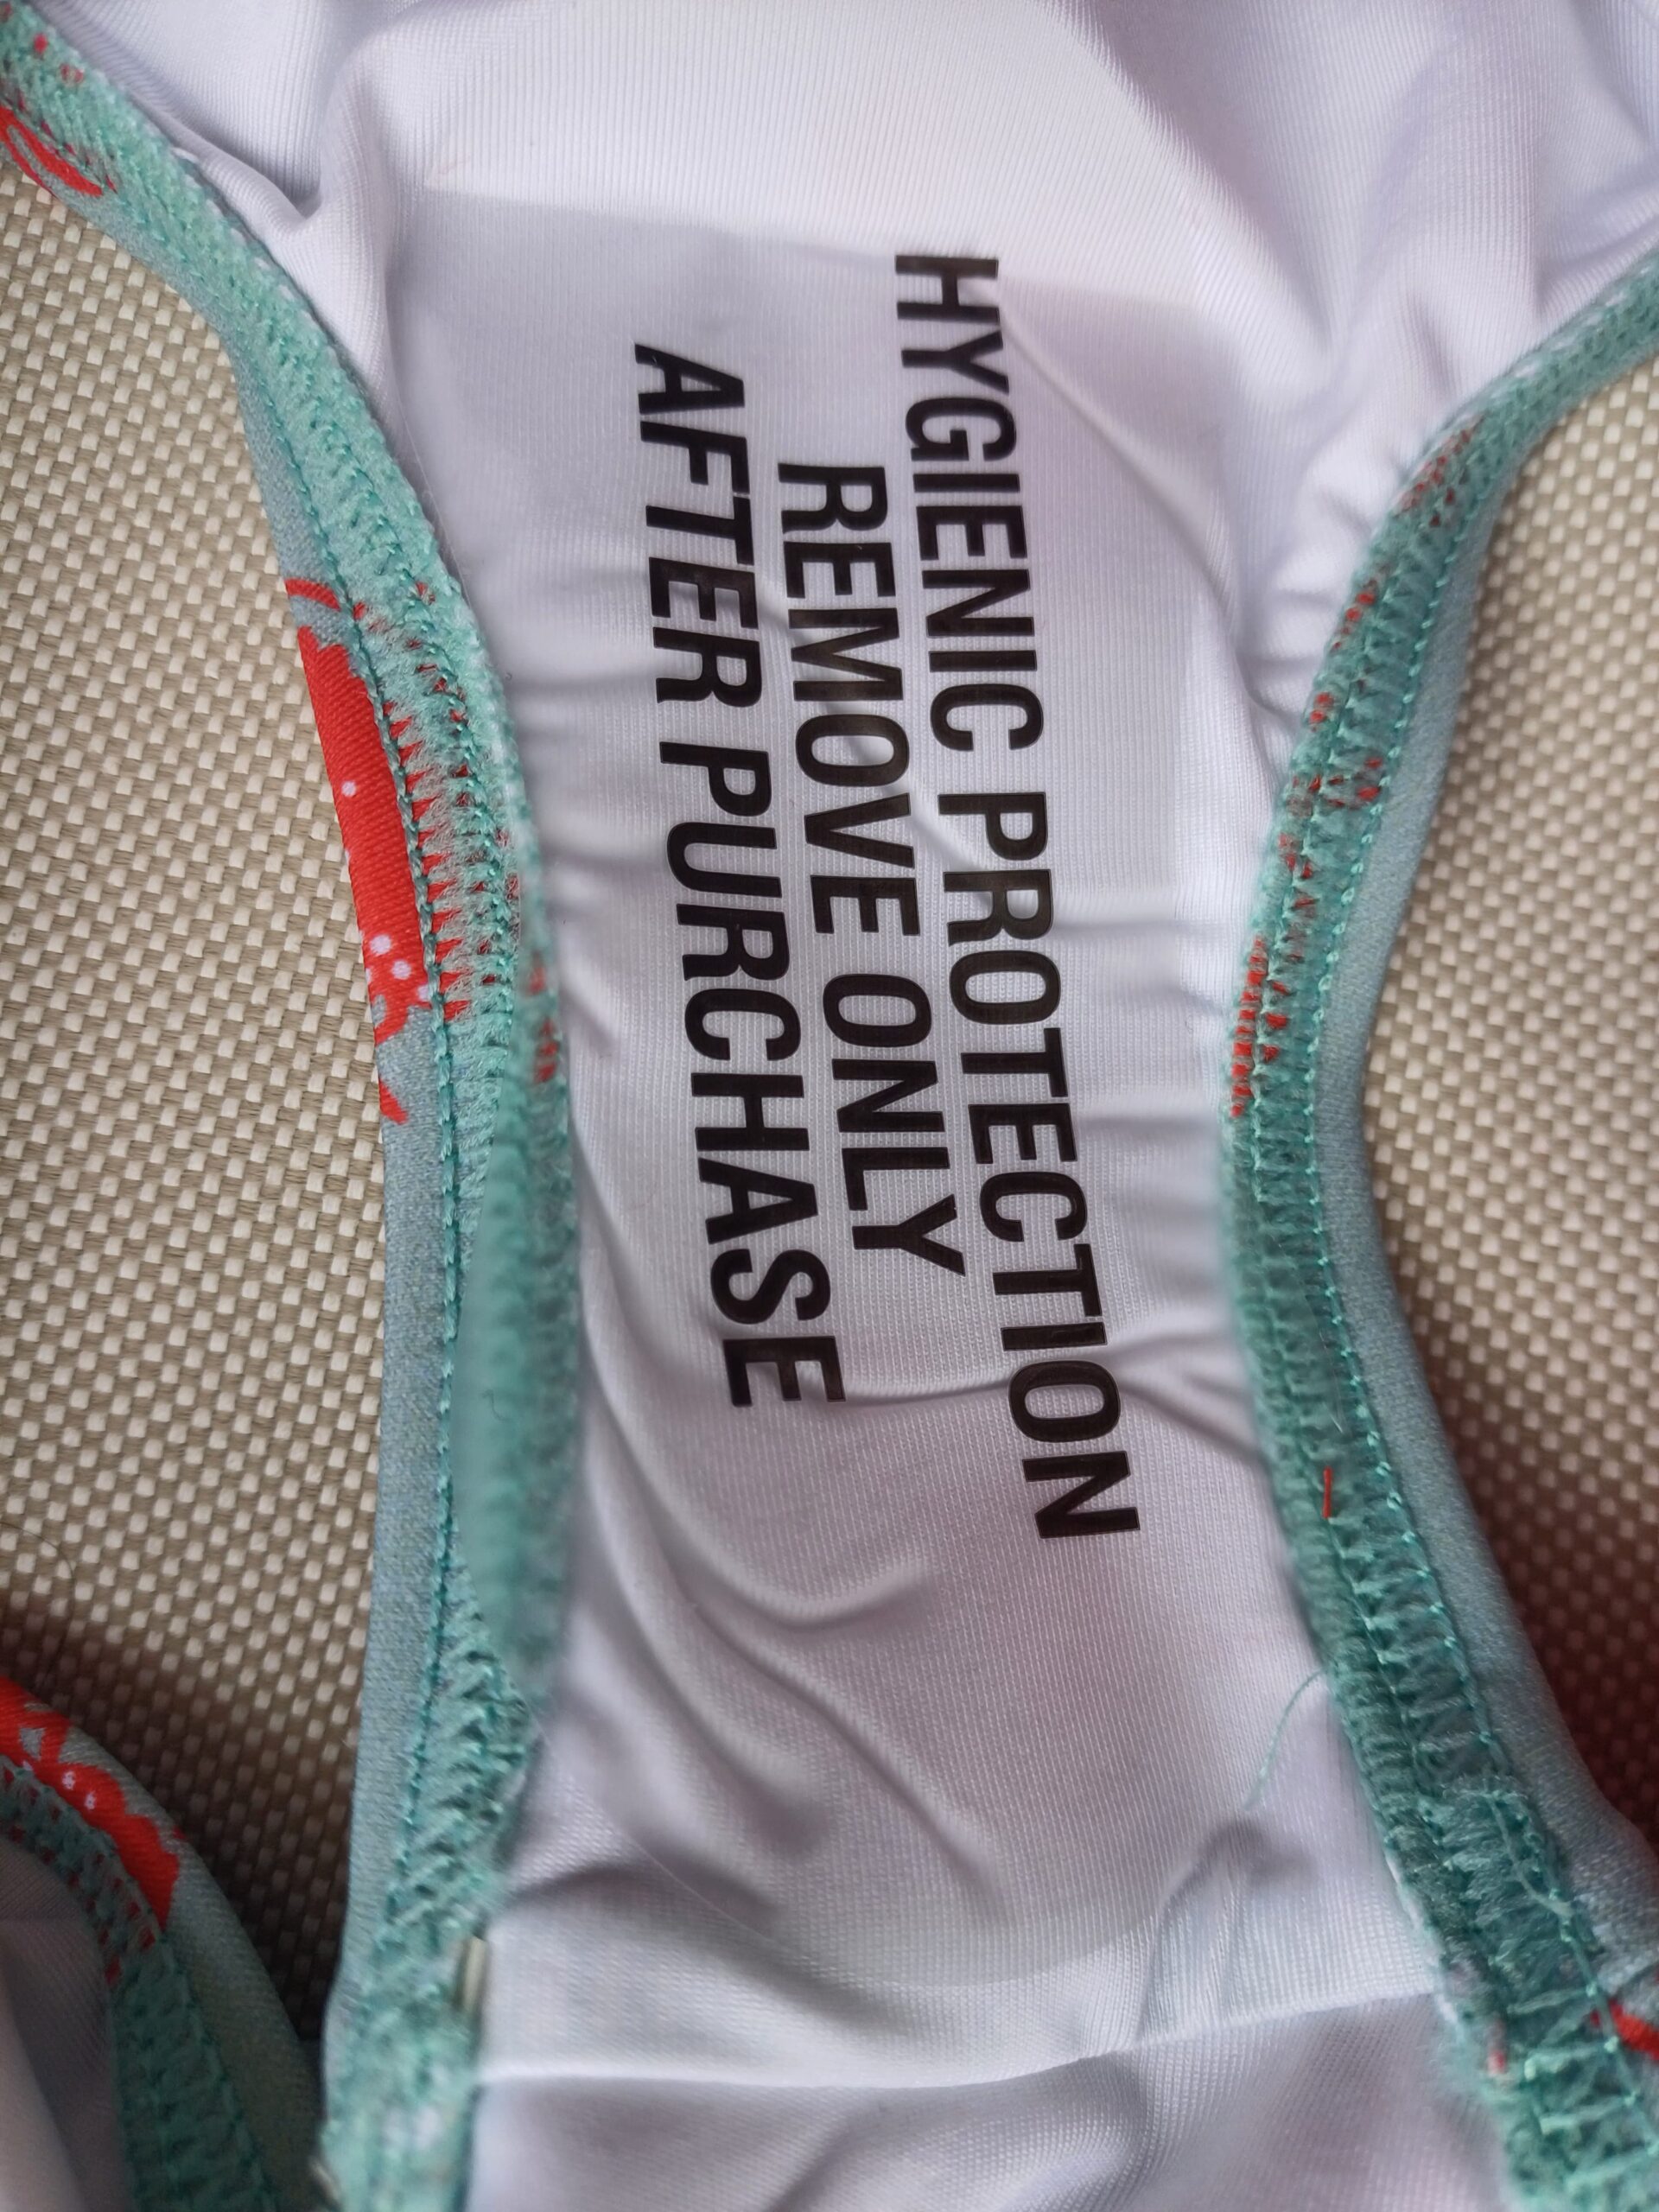 HYGIENIC PROTECTION
REMOVE ONLY
AFTER PURCHASE